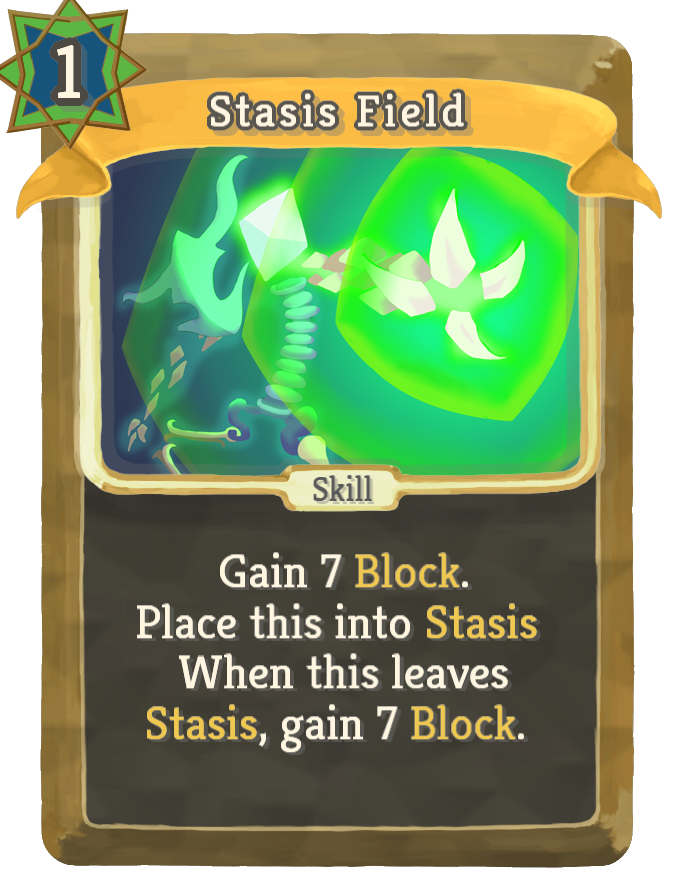 1
Stasis Field
Skill
Gain 7 Block.
Place this into Stasis
When this leaves
Stasis, gain 7 Block.